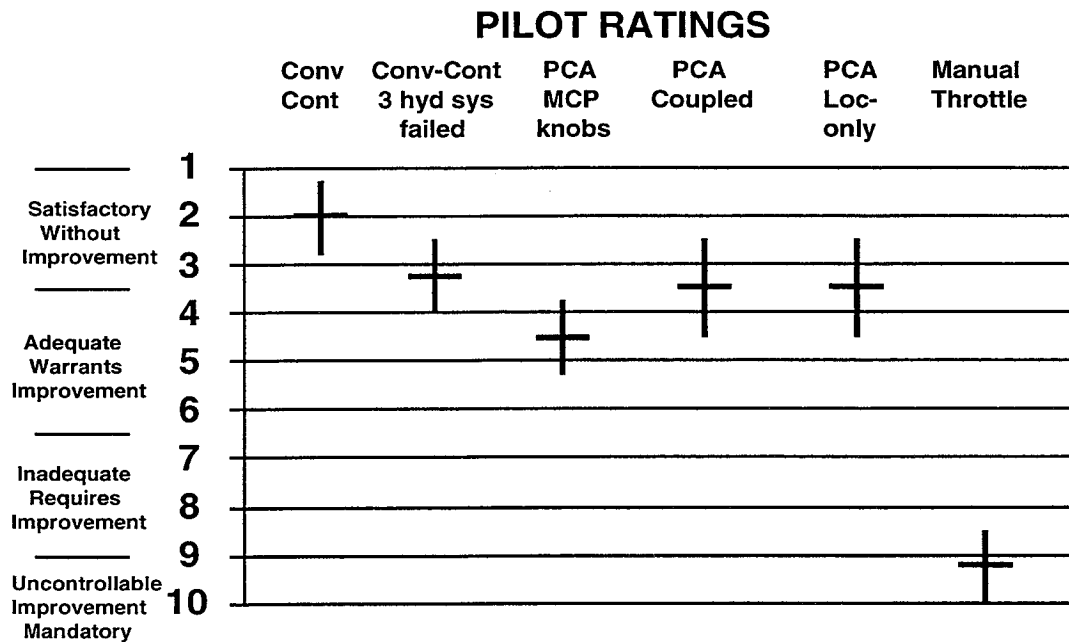 PILOT RATINGS
Conv
Cont
Conv-Cont
3 hyd sys
failed
PCA
MCP
knobs
PCA
Coupled
PCA
Loc-
only
Manual
Throttle
Satisfactory
Without
Improvement
Adequate
Warrants
Improvement
Inadequate
Requires
Improvement
Uncontrollable
Improvement
Mandatory
1
2
3
4
5
6
7
8
9
10